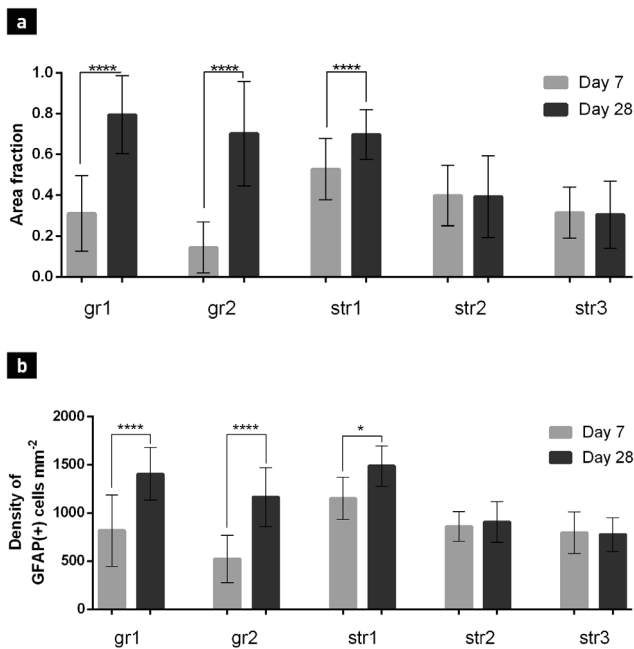 a
**** **** ****
1.0
0.8
0.6
0.4
0.2
0.0
Area fraction
Day 7
Day 28
gr1 gr2 str1 str2 str3
b
**** **** *
2000
1500
1000
500
0
Density of
GFAP(+) cells mm-2
Day 7
Day 28
gr1 gr2 str1 str2 str3